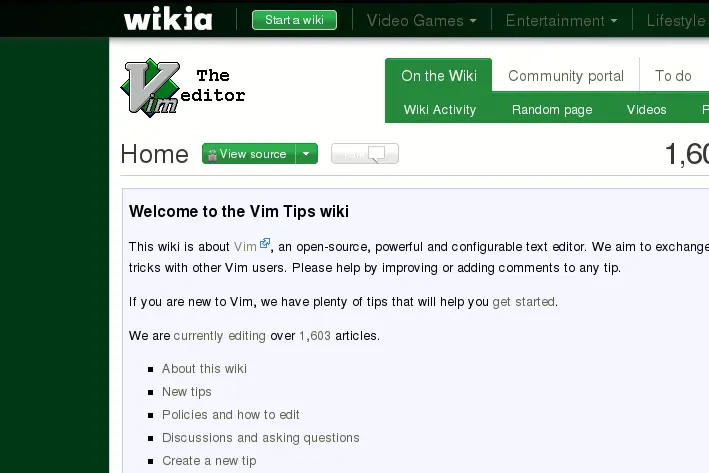 wikia Start a wiki Video Games Entertainment Lifestyle
Vim The editor
On the Wiki Community portal To do
Wiki Activity Random page Videos
Home View source 1,60
Welcome to the Vim Tips wiki
This wiki is about Vim, an open-source, powerful and configurable text editor. We aim to exchange
tricks with other Vim users. Please help by improving or adding comments to any tip.
If you are new to Vim, we have plenty of tips that will help you get started.
We are currently editing over 1,603 articles.
About this wiki
New tips
Policies and how to edit
Discussions and asking questions
Create a new tip